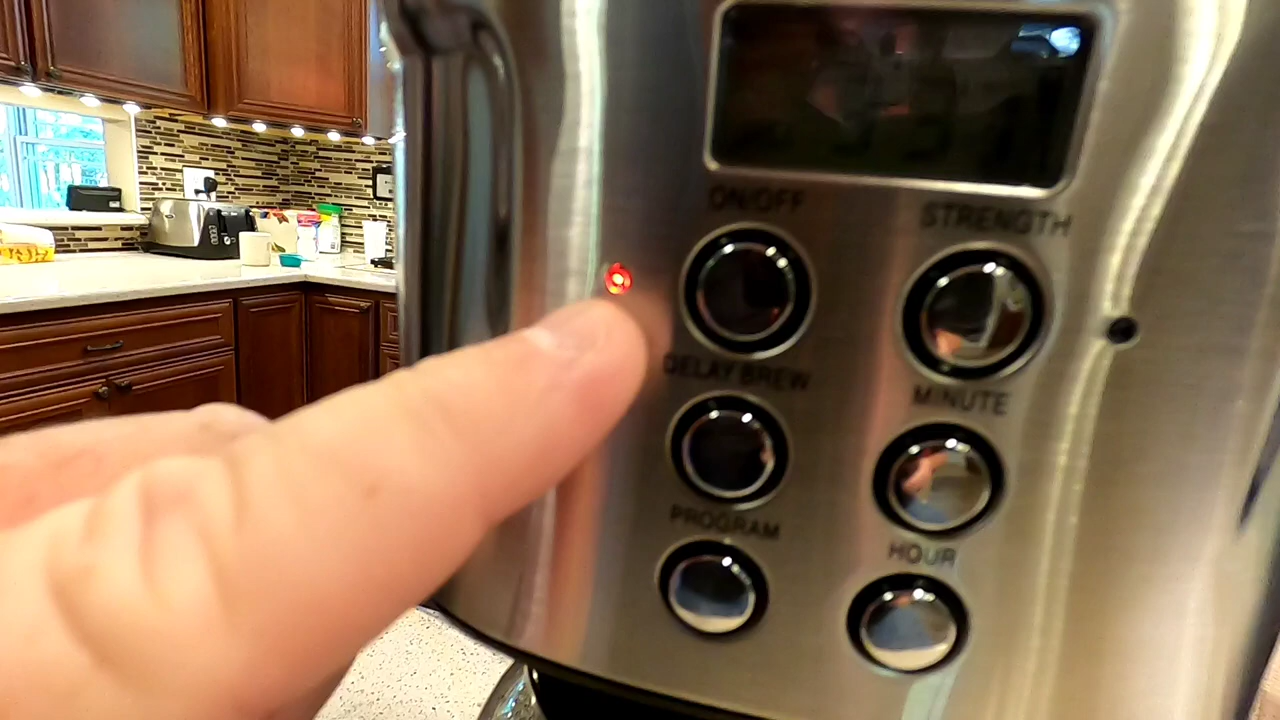 ON/OFF
STRENGTH
DELAY BREW
MINUTE
PROGRAM
HOUR